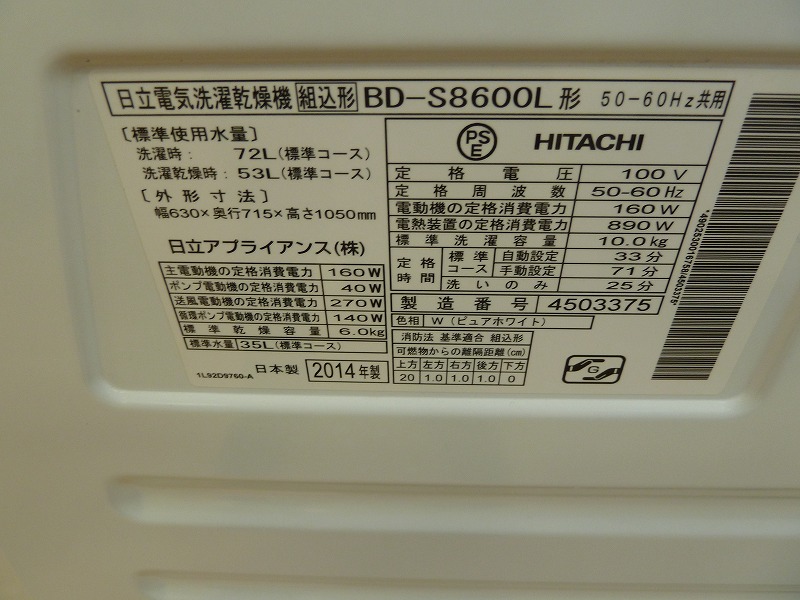 日立電気洗濯乾燥機 組込形 BD-S8600L形 50-60Hz共用
〔標準使用水量〕
洗濯時： 72L(標準コース)
洗濯乾燥時： 53L(標準コース)
〔外形寸法〕
幅630×奥行715×高さ1050mm
日立アプライアンス(株)
主電動機の定格消費電力 160W
ポンプ電動機の定格消費電力 40W
送風電動機の定格消費電力 270W
循環ポンプ電動機の定格消費電力 140W
標準乾燥容量 6.0kg
標準水量 35L(標準コース)
1L92D9760-A
日本製 2014年製
PS
E
HITACHI
定格電圧 100V
定格周波数 50-60Hz
電動機の定格消費電力 160W
電熱装置の定格消費電力 890W
標準洗濯容量 10.0kg
定格時間 標準コース 自動設定 33分
手動設定 71分
洗いのみ 25分
製造番号 4503375
色相 W(ピュアホワイト)
消防法 基準適合 組込形
可燃物からの離隔距離(cm)
上方 左方 右方 後方 下方
20 1.0 1.0 1.0 0
G